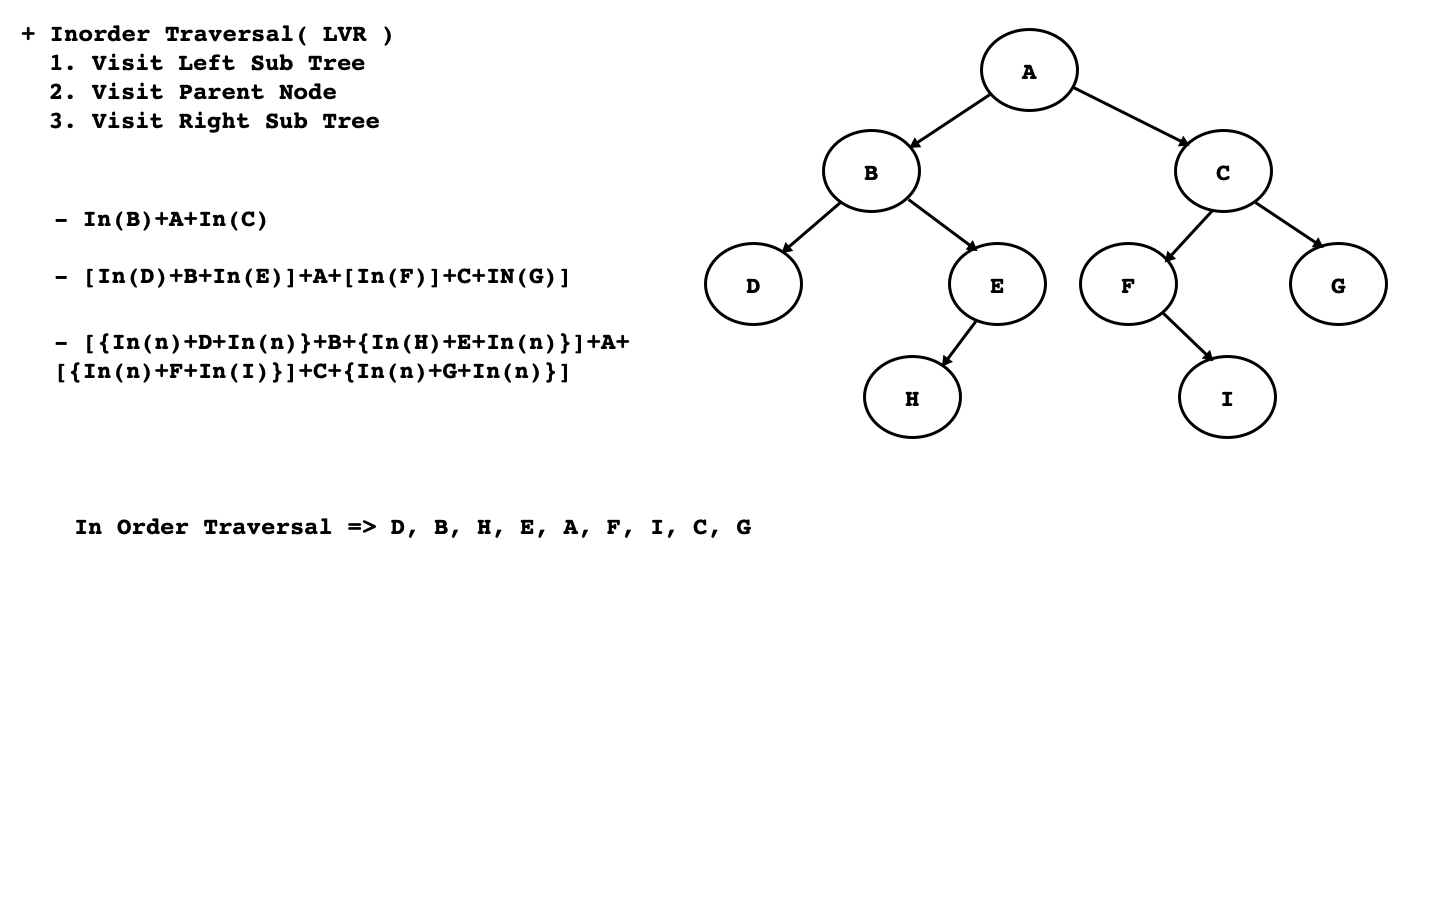 + Inorder Traversal( LVR )
1. Visit Left Sub Tree
2. Visit Parent Node
3. Visit Right Sub Tree
- In(B)+A+In(C)
- [In(D)+B+In(E)]+A+[In(F)]+C+IN(G)]
- [{In(n)+D+In(n)}+B+{In(H)+E+In(n)}]+A+
[{In(n)+F+In(I)}]+C+{In(n)+G+In(n)}]
In Order Traversal => D, B, H, E, A, F, I, C, G
A
B C
D E F G
H I